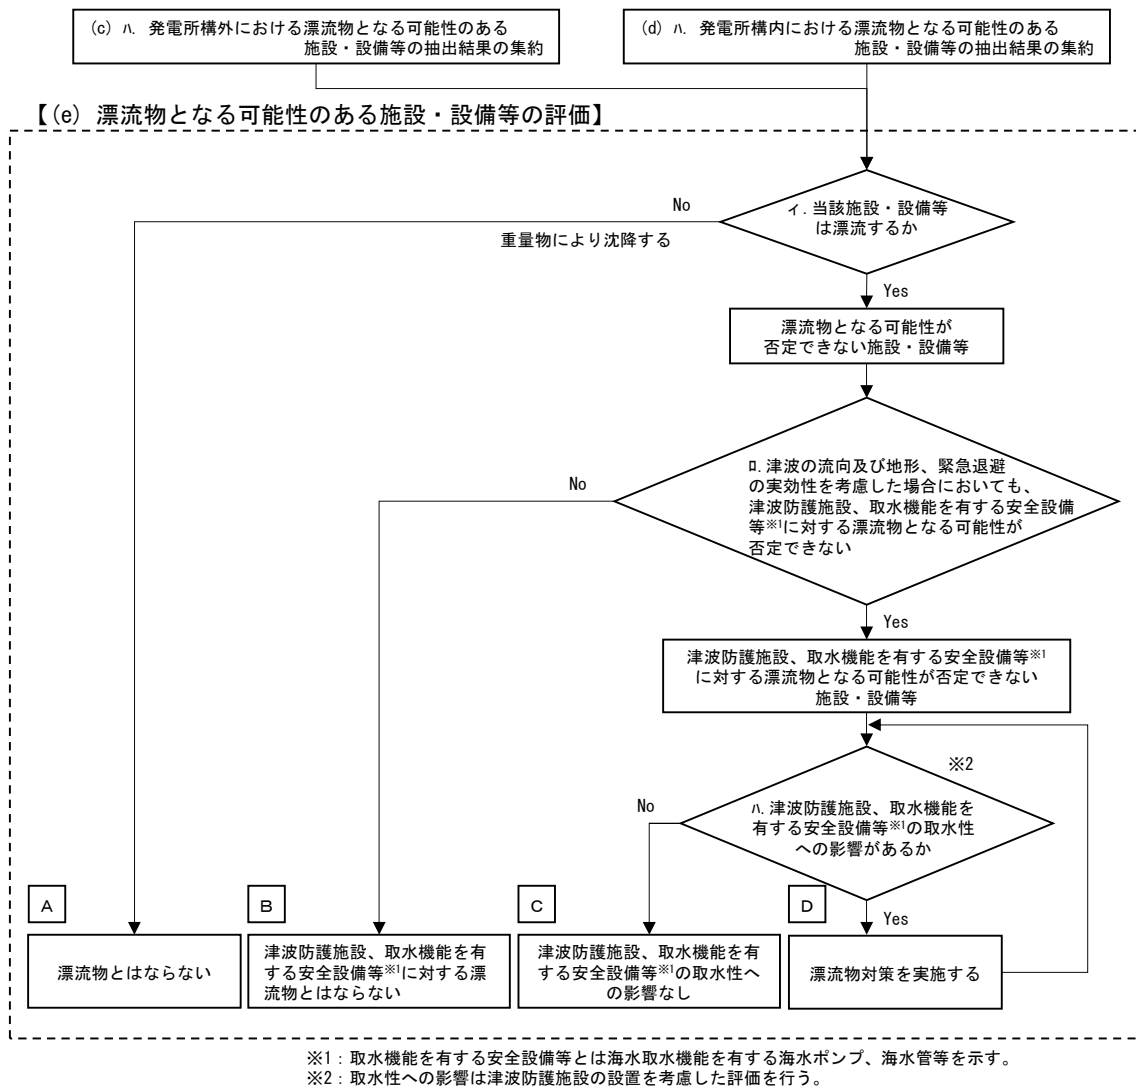 (c) ハ. 発電所構外における漂流物となる可能性のある
施設・設備等の抽出結果の集約
(d) ハ. 発電所構内における漂流物となる可能性のある
施設・設備等の抽出結果の集約
【(e) 漂流物となる可能性のある施設・設備等の評価】
イ. 当該施設・設備等
は漂流するか
No
重量物により沈降する
Yes
漂流物となる可能性が
否定できない施設・設備等
ロ. 津波の流向及び地形、緊急退避
の実効性を考慮した場合においても、
津波防護施設、取水機能を有する安全設備
等※1に対する漂流物となる可能性が
否定できない
No
Yes
津波防護施設、取水機能を有する安全設備等※1
に対する漂流物となる可能性が否定できない
施設・設備等
※2
ハ. 津波防護施設、取水機能を
有する安全設備等※1の取水性
への影響があるか
No
Yes
A
漂流物とはならない
B
津波防護施設、取水機能を有
する安全設備等※1に対する漂
流物とはならない
C
津波防護施設、取水機能を有
する安全設備等※1の取水性へ
の影響なし
D
漂流物対策を実施する
※1：取水機能を有する安全設備等とは海水取水機能を有する海水ポンプ、海水管等を示す。
※2：取水性への影響は津波防護施設の設置を考慮した評価を行う。